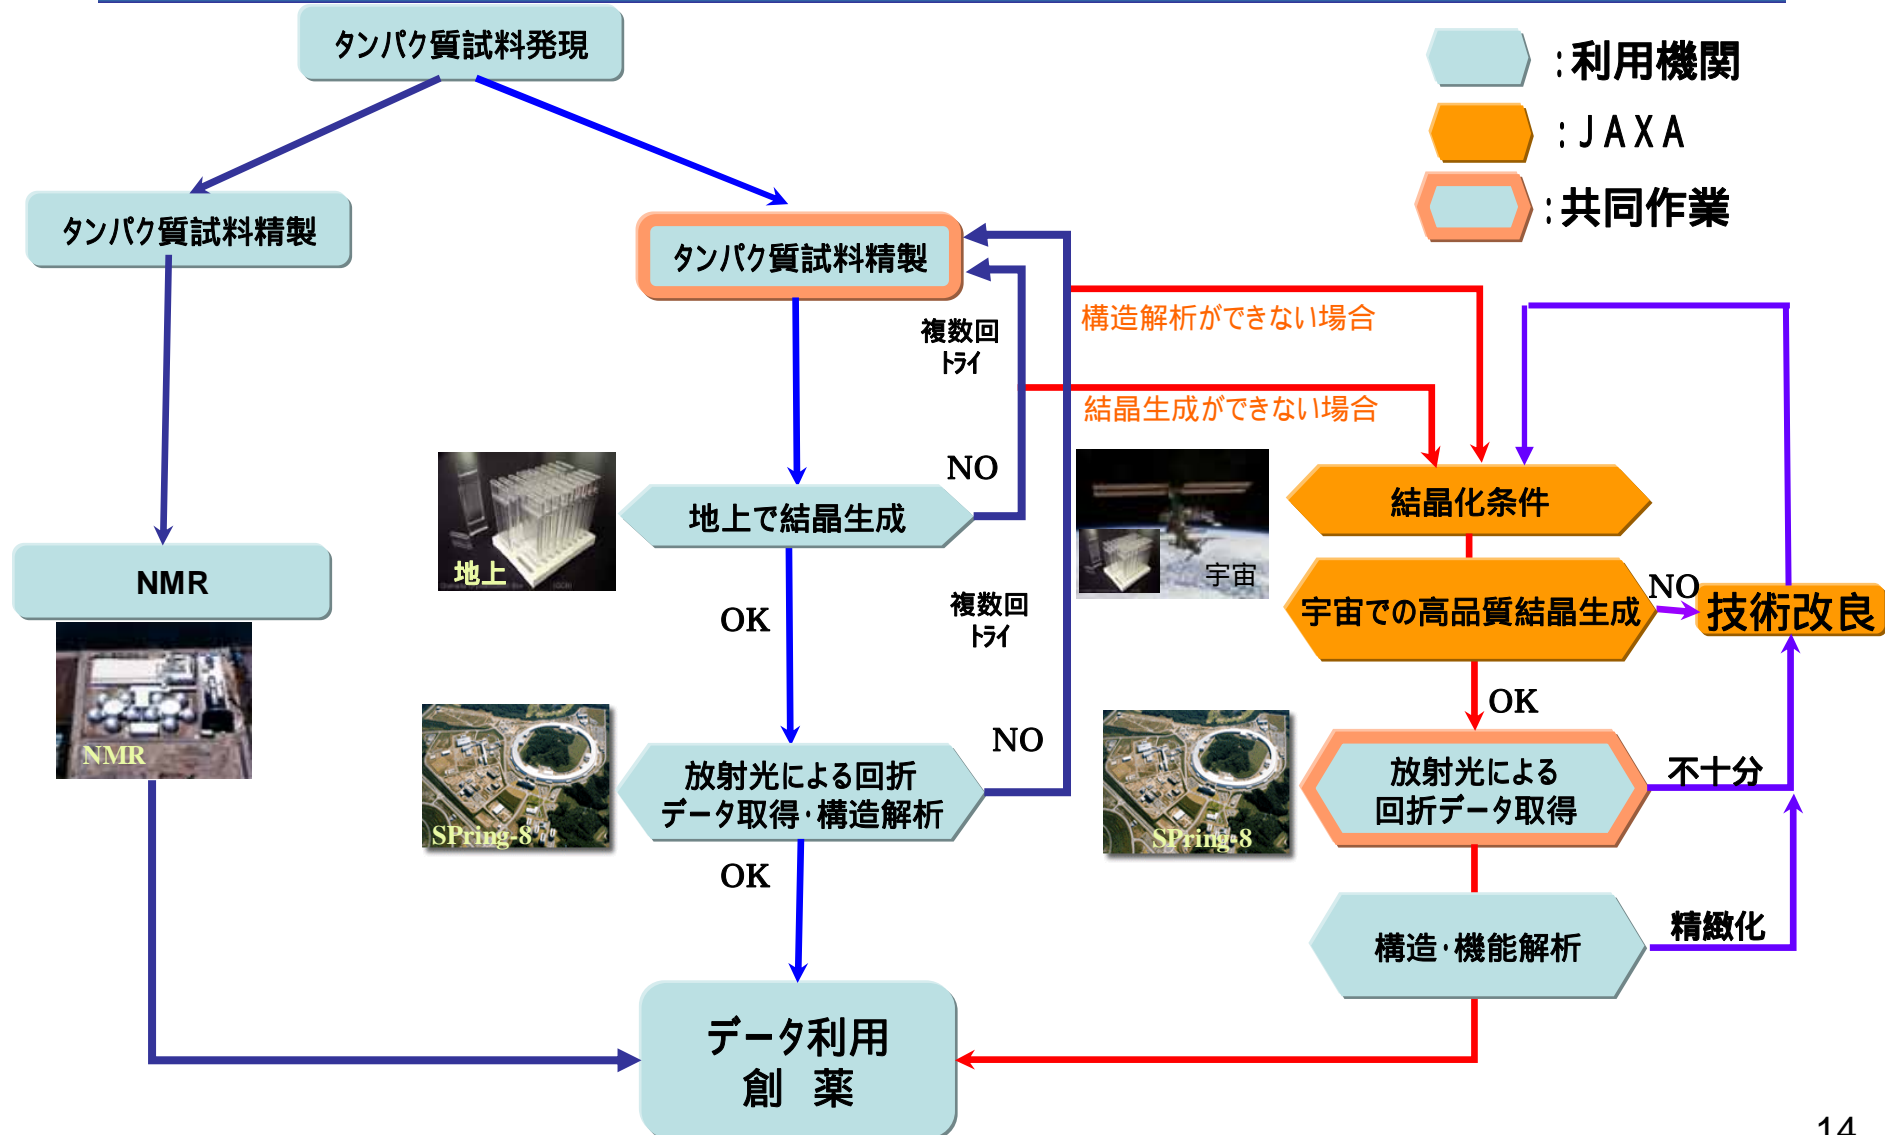 タンパク質試料発現
:利用機関
:JAXA
:共同作業
タンパク質試料精製
タンパク質試料精製
複数回
トライ
構造解析ができない場合
結晶生成ができない場合
NO
地上で結晶生成
地上
宇宙
結晶化条件
NMR
OK
複数回
トライ
宇宙での高品質結晶生成
NO
技術改良
NMR
OK
NO
放射光による回折
データ取得・構造解析
SPring-8
SPring-8
放射光による
回折データ取得
不十分
OK
構造・機能解析
精緻化
データ利用
創 薬
14